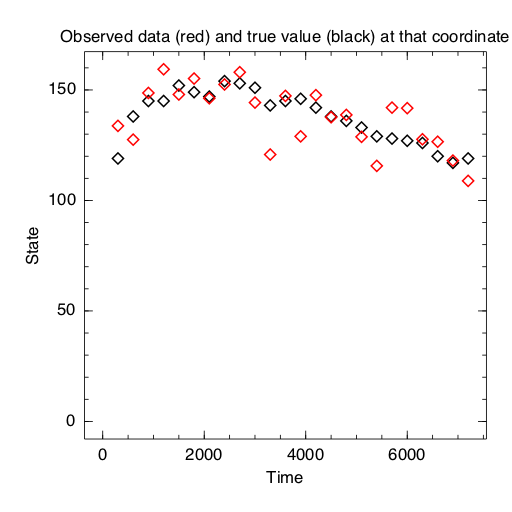 Observed data (red) and true value (black) at that coordinate
150
100
50
0
State
0 2000 4000 6000
Time